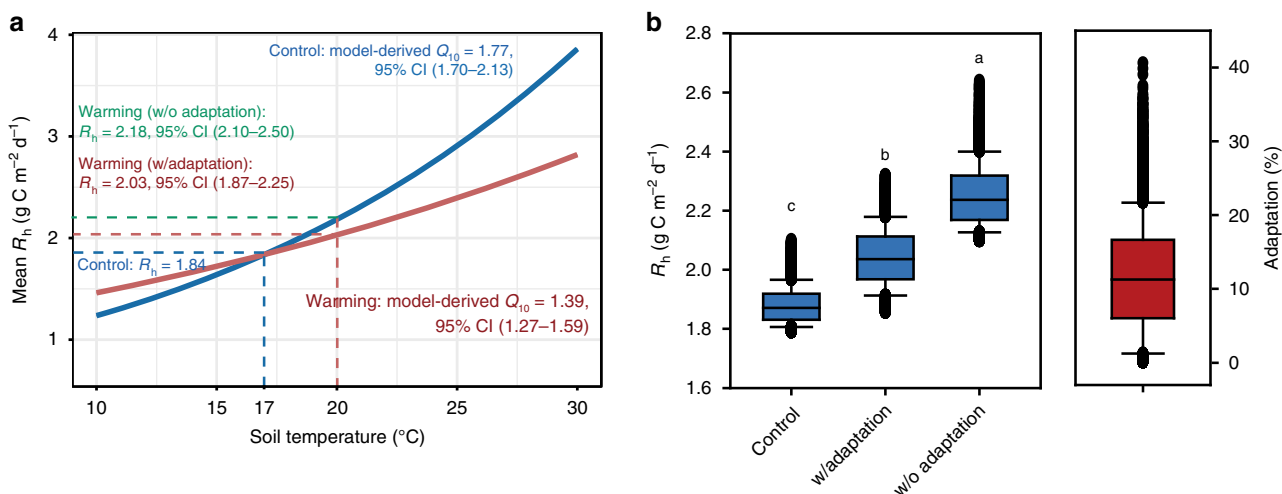 a
4
3
2
1
Mean Rh (g C m−2 d−1)
Control: model-derived Q10 = 1.77,
95% CI (1.70–2.13)
Warming (w/o adaptation):
Rh = 2.18, 95% CI (2.10–2.50)
Warming (w/adaptation):
Rh = 2.03, 95% CI (1.87–2.25)
Control: Rh = 1.84
Warming: model-derived Q10 = 1.39,
95% CI (1.27–1.59)
10 15 17 20 25 30
Soil temperature (°C)
b
2.8
2.6
2.4
2.2
2.0
1.8
1.6
Rh (g C m−2 d−1)
c
b
a
Control
w/adaptation
w/o adaptation
40
30
20
10
0
Adaptation (%)